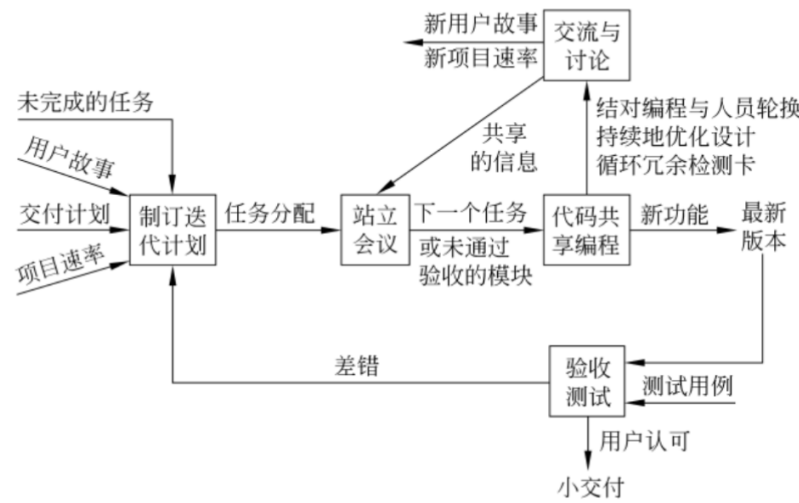 新用户故事
新项目速率
交流与
讨论
未完成的任务
用户故事
交付计划
项目速率
制订迭
代计划
任务分配
共享
的信息
站立
会议
下一个任务
或未通过
验收的模块
结对编程与人员轮换
持续地优化设计
循环冗余检测卡
代码共
享编程
新功能
最新
版本
差错
验收
测试
测试用例
用户认可
小交付